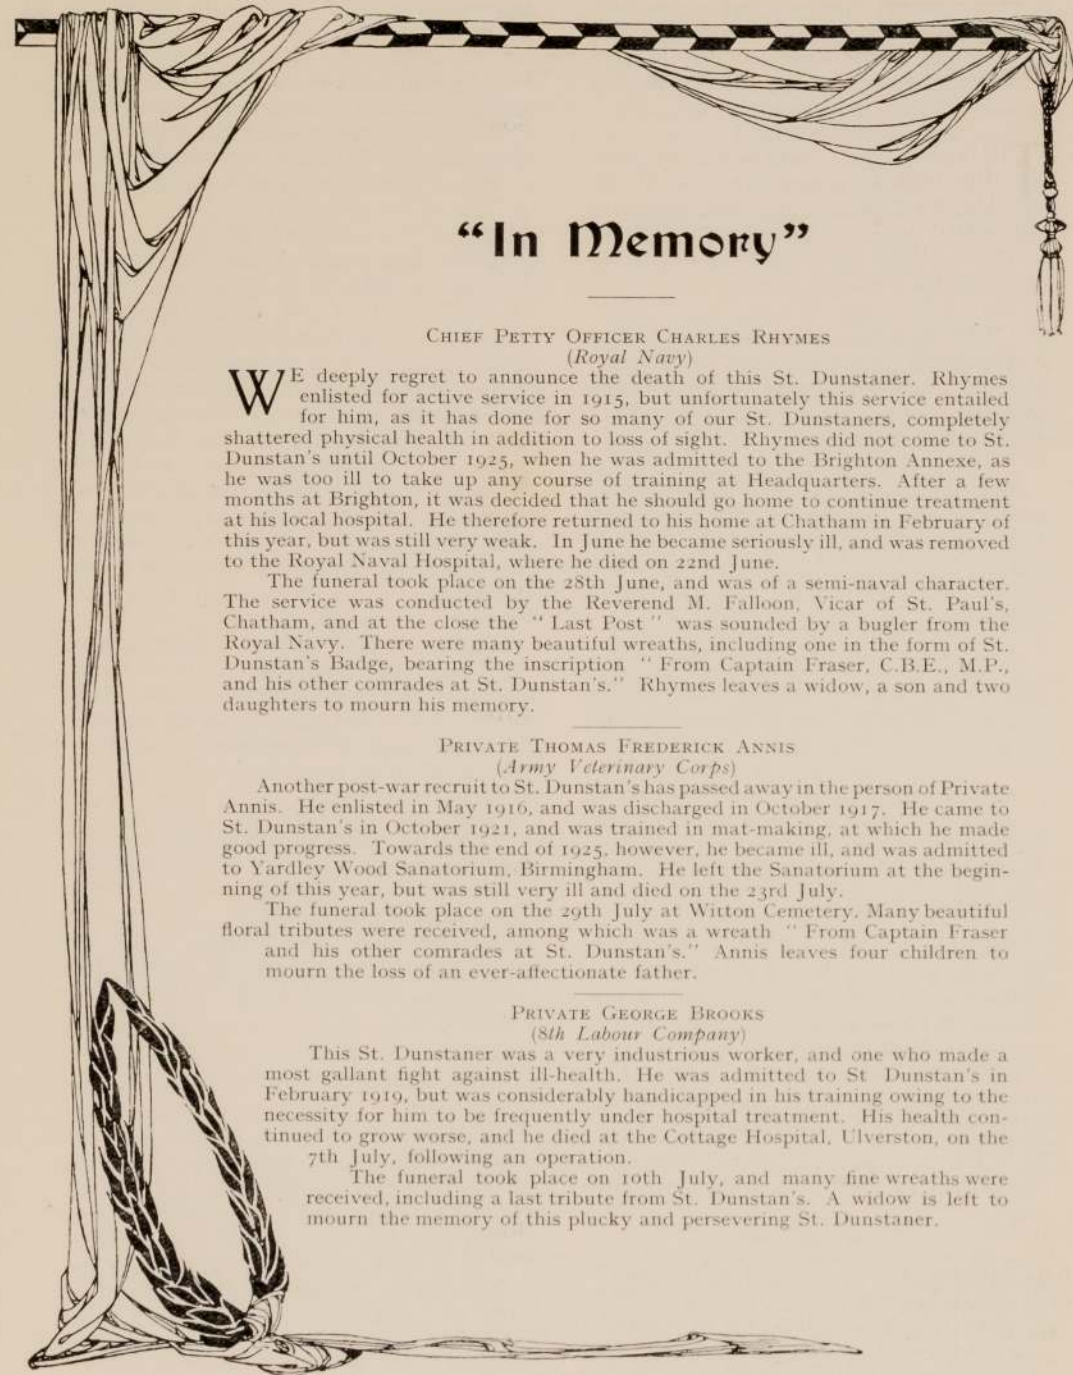 “In Memory”
CHIEF PETTY OFFICER CHARLES RHYMES
(Royal Navy)
WE deeply regret to announce the death of this St. Dunstaner. Rhymes
enlisted for active service in 1915, but unfortunately this service entailed
for him, as it has done for so many of our St. Dunstaners, completely
shattered physical health in addition to loss of sight. Rhymes did not come to St.
Dunstan's until October 1925, when he was admitted to the Brighton Annexe, as
he was too ill to take up any course of training at Headquarters. After a few
months at Brighton, it was decided that he should go home to continue treatment
at his local hospital. He therefore returned to his home at Chatham in February of
this year, but was still very weak. In June he became seriously ill, and was removed
to the Royal Naval Hospital, where he died on 22nd June.
The funeral took place on the 28th June, and was of a semi-naval character.
The service was conducted by the Reverend M. Falloon, Vicar of St. Paul's,
Chatham, and at the close the " Last Post " was sounded by a bugler from the
Royal Navy. There were many beautiful wreaths, including one in the form of St.
Dunstan's Badge, bearing the inscription " From Captain Fraser, C.B.E., M.P.,
and his other comrades at St. Dunstan's." Rhymes leaves a widow, a son and two
daughters to mourn his memory.
PRIVATE THOMAS FREDERICK ANNIS
(Army Veterinary Corps)
Another post-war recruit to St. Dunstan's has passed away in the person of Private
Annis. He enlisted in May 1916, and was discharged in October 1917. He came to
St. Dunstan's in October 1921, and was trained in mat-making, at which he made
good progress. Towards the end of 1925, however, he became ill, and was admitted
to Yardley Wood Sanatorium, Birmingham. He left the Sanatorium at the begin-
ning of this year, but was still very ill and died on the 23rd July.
The funeral took place on the 29th July at Witton Cemetery. Many beautiful
floral tributes were received, among which was a wreath " From Captain Fraser
and his other comrades at St. Dunstan's." Annis leaves four children to
mourn the loss of an ever-affectionate father.
PRIVATE GEORGE BROOKS
(8th Labour Company)
This St. Dunstaner was a very industrious worker, and one who made a
most gallant fight against ill-health. He was admitted to St Dunstan's in
February 1919, but was considerably handicapped in his training owing to the
necessity for him to be frequently under hospital treatment. His health con-
tinued to grow worse, and he died at the Cottage Hospital, Ulverston, on the
7th July, following an operation.
The funeral took place on 10th July, and many fine wreaths were
received, including a last tribute from St. Dunstan's. A widow is left to
mourn the memory of this plucky and persevering St. Dunstaner.